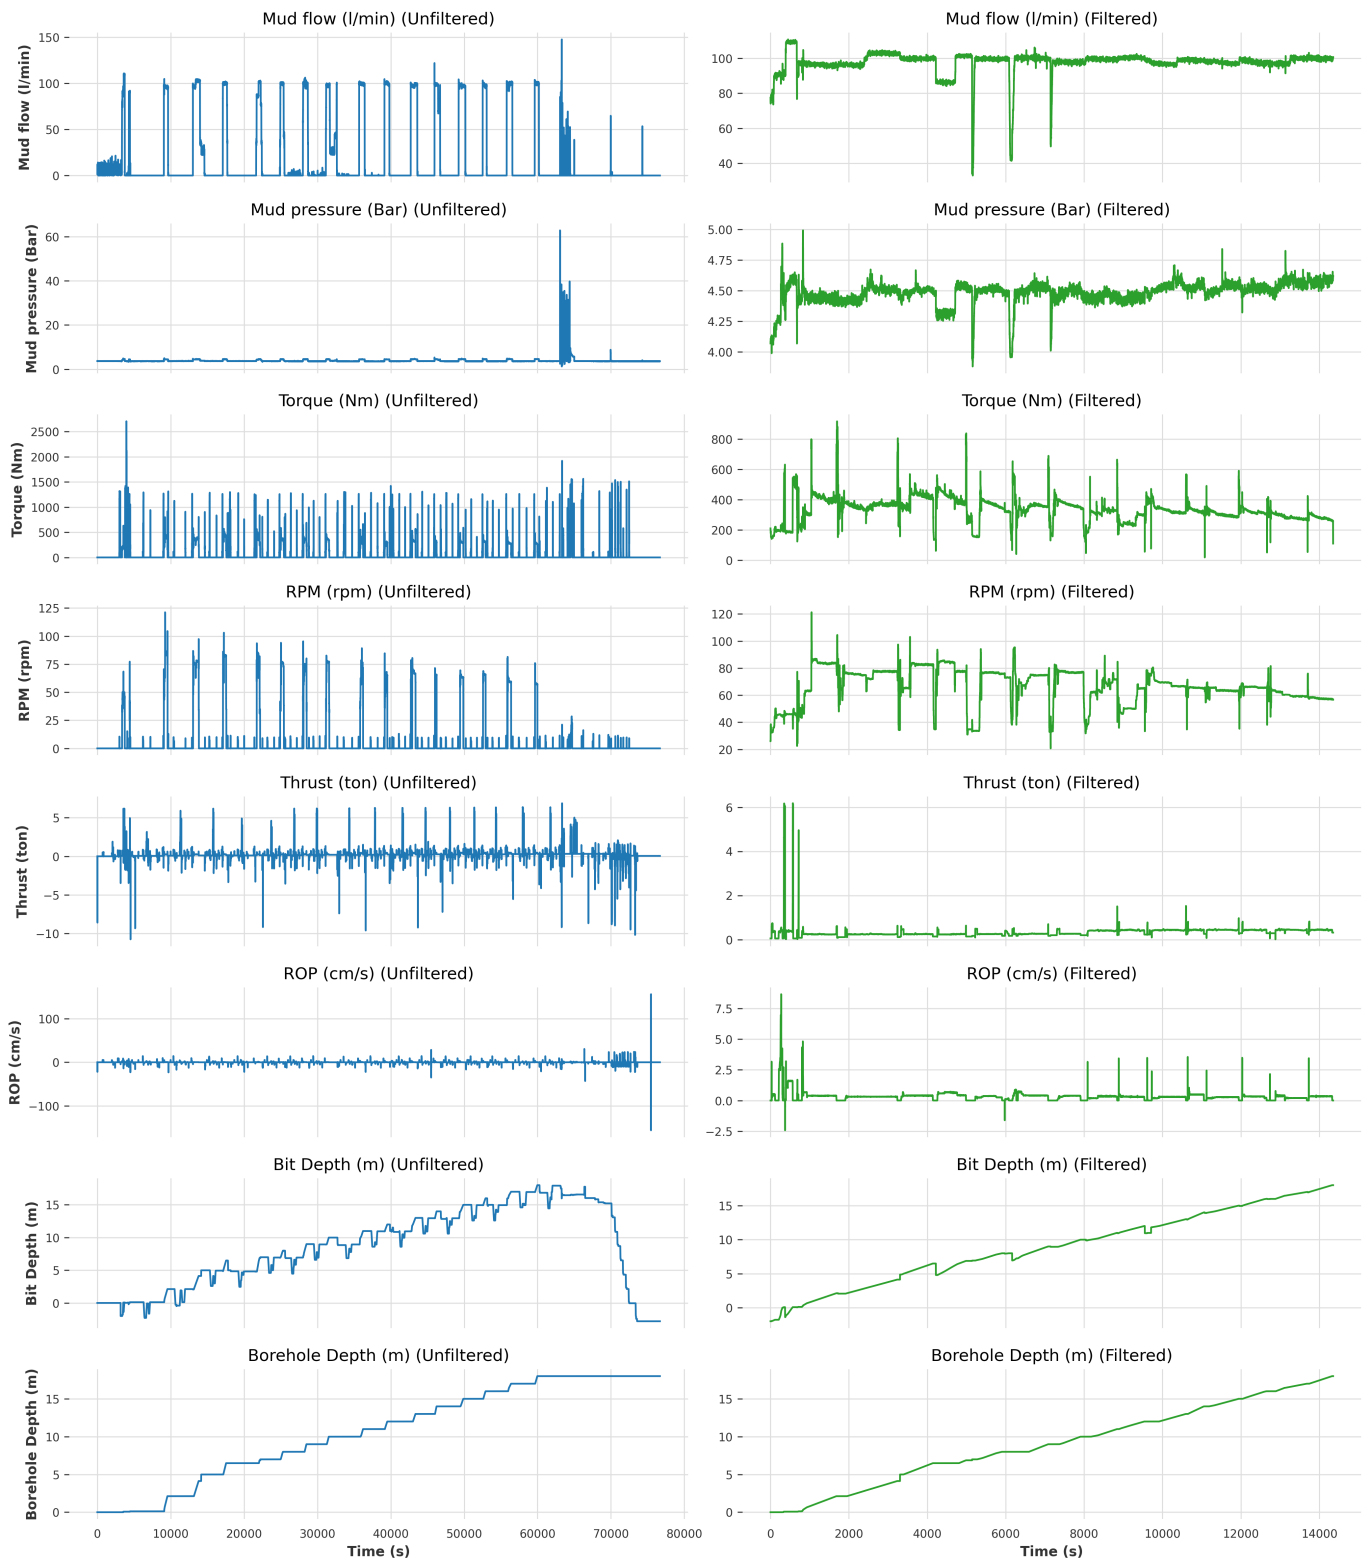 Mud flow (l/min) (Unfiltered)
Mud flow (l/min) (Filtered)
Mud flow (l/min)
150
100
50
0
100
80
60
40
Mud pressure (Bar) (Unfiltered)
Mud pressure (Bar) (Filtered)
Mud pressure (Bar)
60
40
20
0
5.00
4.75
4.50
4.25
4.00
Torque (Nm) (Unfiltered)
Torque (Nm) (Filtered)
Torque (Nm)
2500
2000
1500
1000
500
0
800
600
400
200
0
RPM (rpm) (Unfiltered)
RPM (rpm) (Filtered)
RPM (rpm)
125
100
75
50
25
0
120
100
80
60
40
20
Thrust (ton) (Unfiltered)
Thrust (ton) (Filtered)
Thrust (ton)
5
0
−5
−10
6
4
2
0
ROP (cm/s) (Unfiltered)
ROP (cm/s) (Filtered)
ROP (cm/s)
100
0
−100
7.5
5.0
2.5
0.0
−2.5
Bit Depth (m) (Unfiltered)
Bit Depth (m) (Filtered)
Bit Depth (m)
15
10
5
0
15
10
5
0
Borehole Depth (m) (Unfiltered)
Borehole Depth (m) (Filtered)
Borehole Depth (m)
15
10
5
0
15
10
5
0
0 10000 20000 30000 40000 50000 60000 70000 80000
0 2000 4000 6000 8000 10000 12000 14000
Time (s)
Time (s)